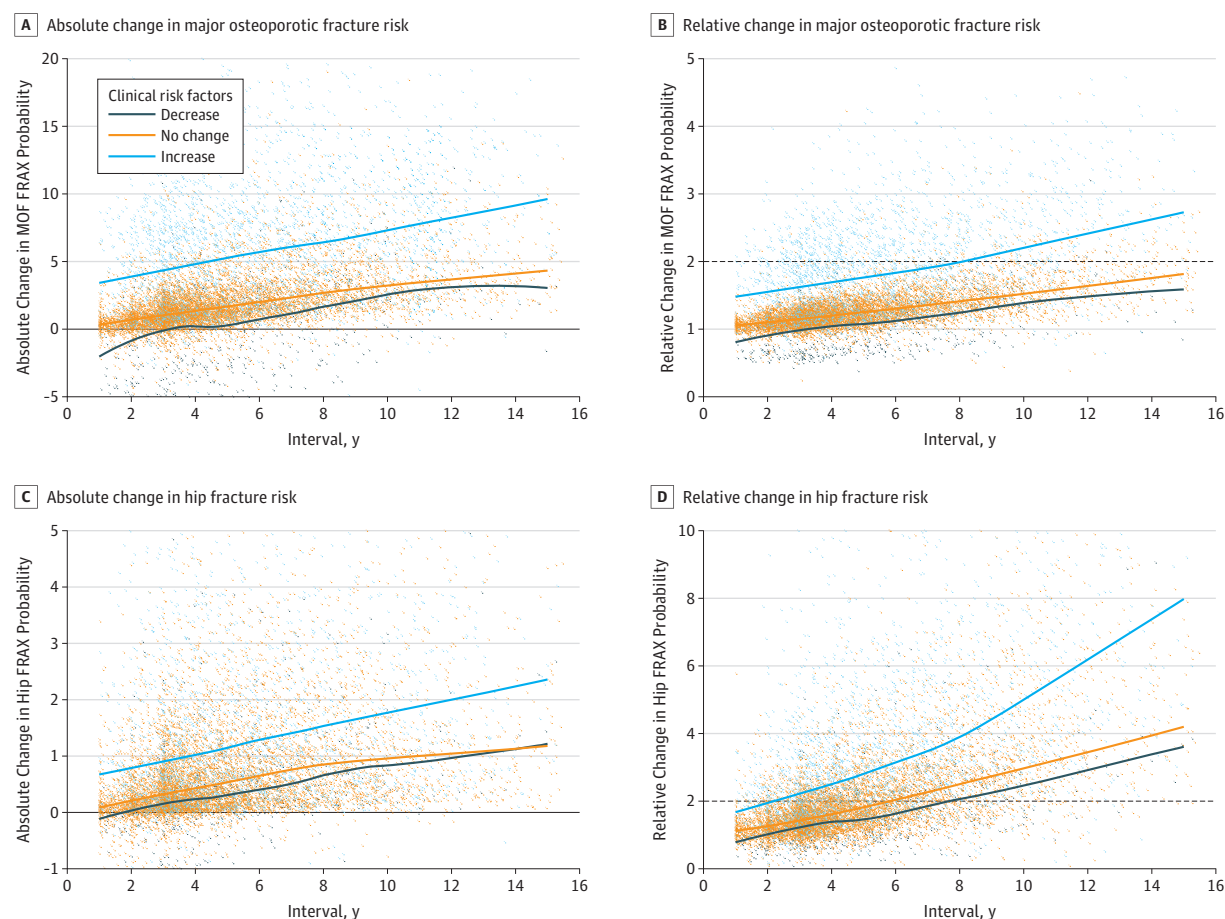 A Absolute change in major osteoporotic fracture risk
20
15
10
5
0
-5
Absolute Change in MOF FRAX Probability
Clinical risk factors
Decrease
No change
Increase
0 2 4 6 8 10 12 14 16
Interval, y
B Relative change in major osteoporotic fracture risk
5
4
3
2
1
0
Relative Change in MOF FRAX Probability
0 2 4 6 8 10 12 14 16
Interval, y
C Absolute change in hip fracture risk
5
4
3
2
1
0
-1
Absolute Change in Hip FRAX Probability
0 2 4 6 8 10 12 14 16
Interval, y
D Relative change in hip fracture risk
10
8
6
4
2
0
Relative Change in Hip FRAX Probability
0 2 4 6 8 10 12 14 16
Interval, y